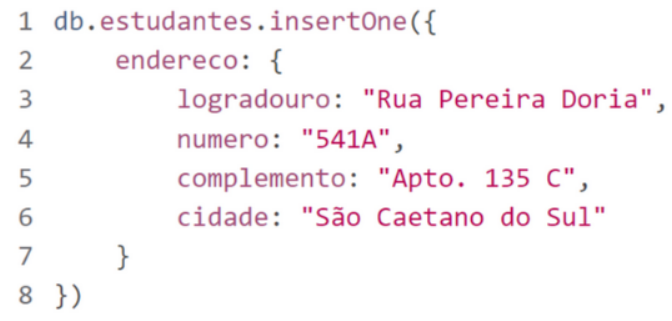 1 db.estudantes.insertOne({
2     endereco: {
3         logradouro: "Rua Pereira Doria",
4         numero: "541A",
5         complemento: "Apto. 135 C",
6         cidade: "São Caetano do Sul"
7     }
8 })